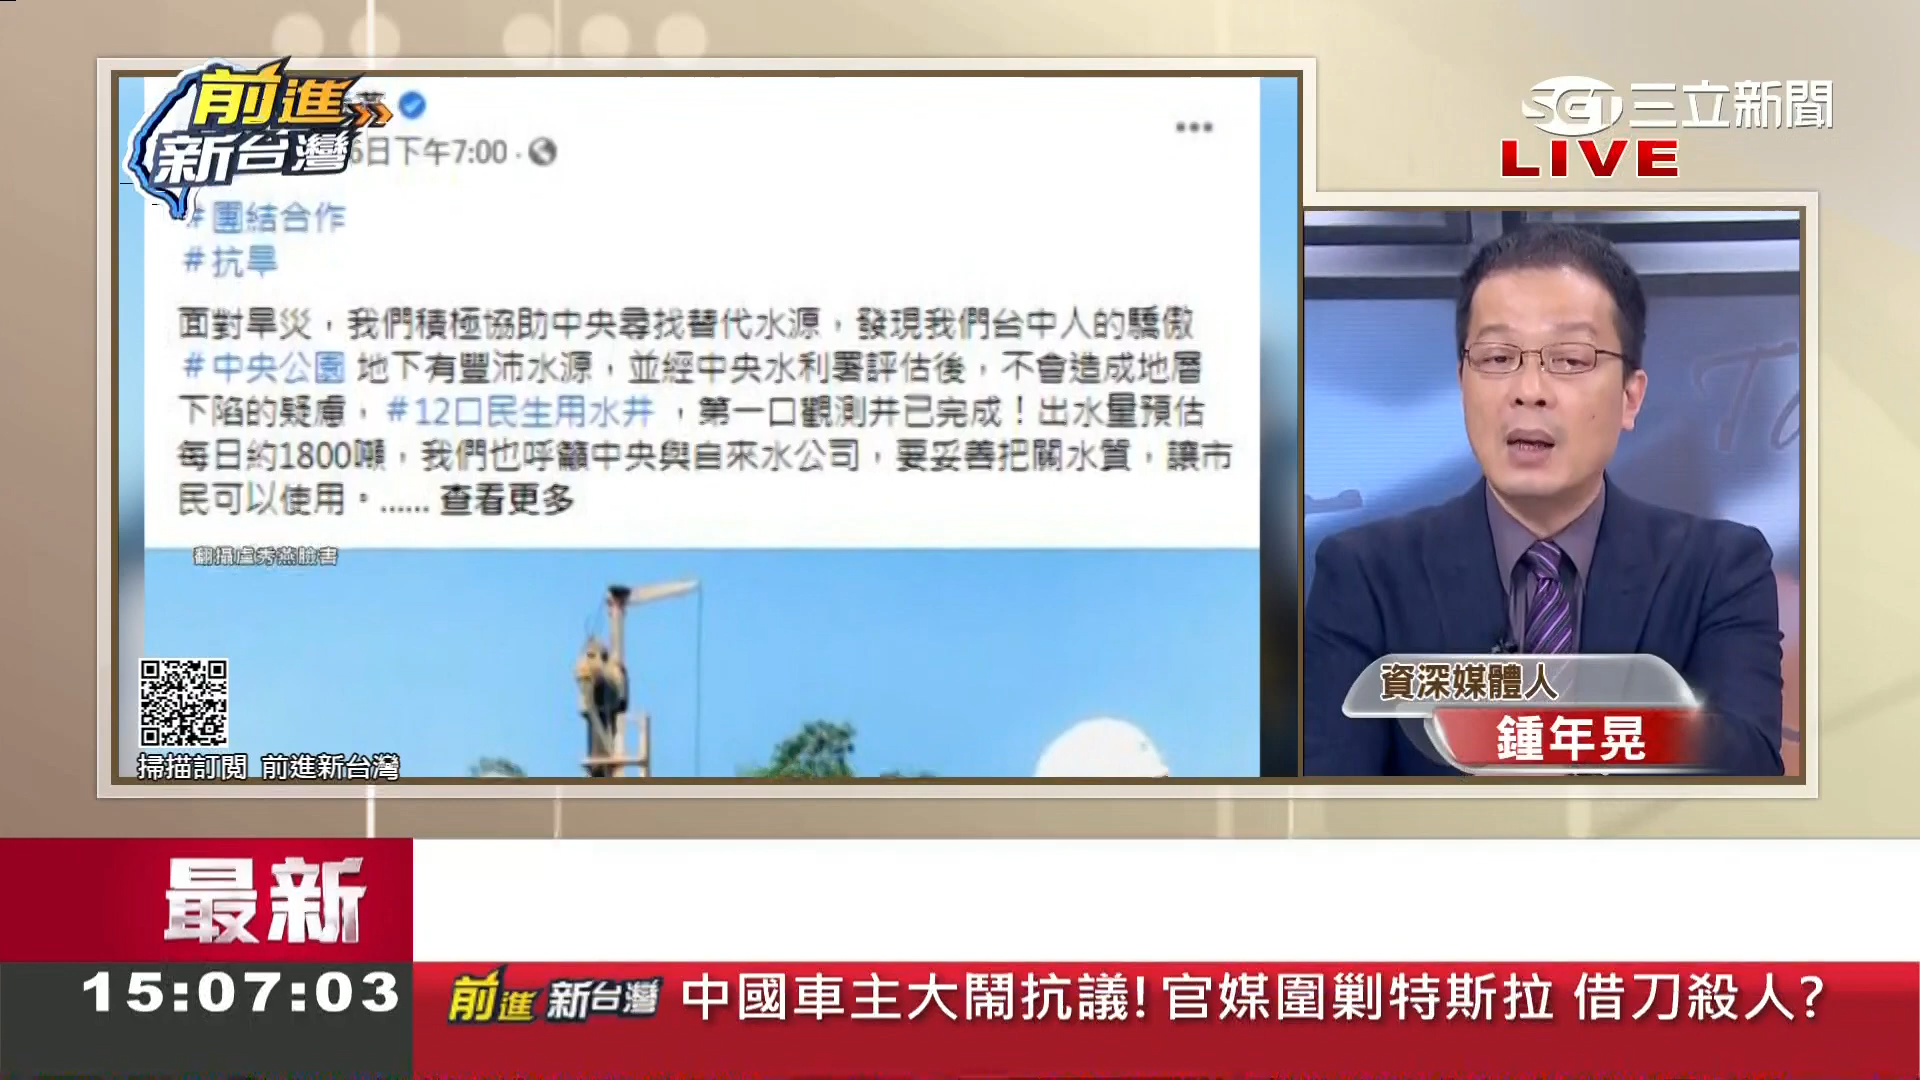 前進
新台灣
燕
6日下午7:00
#團結合作
#抗旱
面對旱災，我們積極協助中央尋找替代水源，發現我們台中人的驕傲
#中央公園 地下有豐沛水源，並經中央水利署評估後，不會造成地層
下陷的疑慮，#12口民生用水井，第一口觀測井已完成！出水量預估
每日約1800噸，我們也呼籲中央與自來水公司，要妥善把關水質，讓市
民可以使用。...... 查看更多
翻攝盧秀燕臉書
掃描訂閱 前進新台灣
SET三立新聞
LIVE
資深媒體人
鍾年晃
最新
15:07:03
前進新台灣 中國車主大鬧抗議!官媒圍剿特斯拉 借刀殺人?